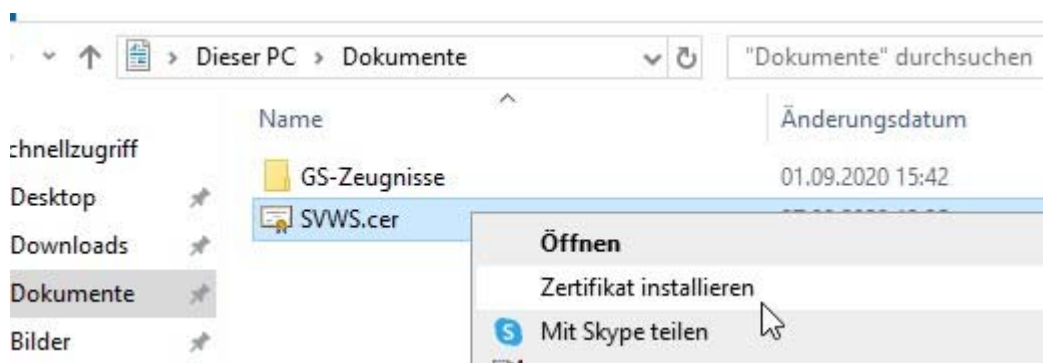 Dieser PC > Dokumente "Dokumente" durchsuchen
Name Änderungsdatum
chnellzugriff
GS-Zeugnisse 01.09.2020 15:42
Desktop
SVWS.cer
Downloads
Öffnen
Dokumente
Zertifikat installieren
Bilder
Mit Skype teilen